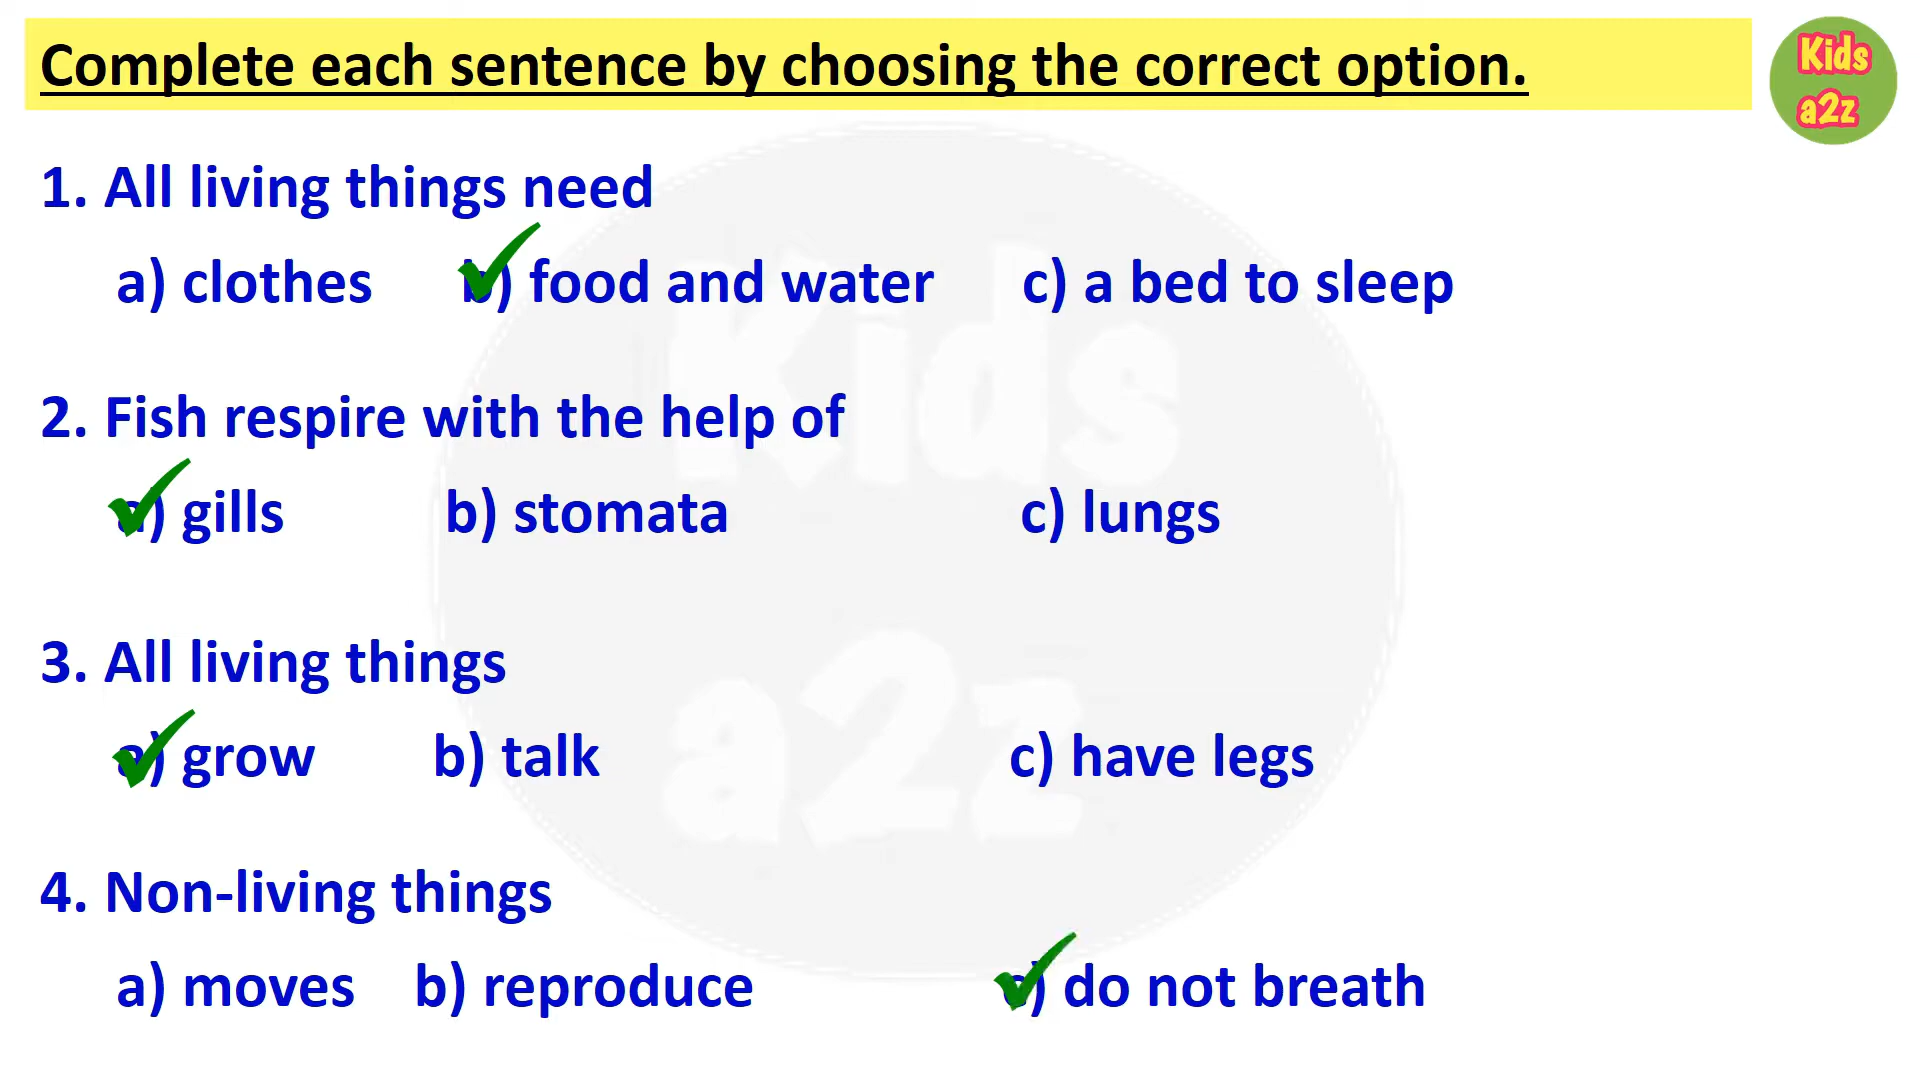 Complete each sentence by choosing the correct option.
Kids
a2z
1. All living things need
a) clothes b) food and water c) a bed to sleep
2. Fish respire with the help of
a) gills b) stomata c) lungs
3. All living things
a) grow b) talk c) have legs
4. Non-living things
a) moves b) reproduce c) do not breath
Kids
a2z